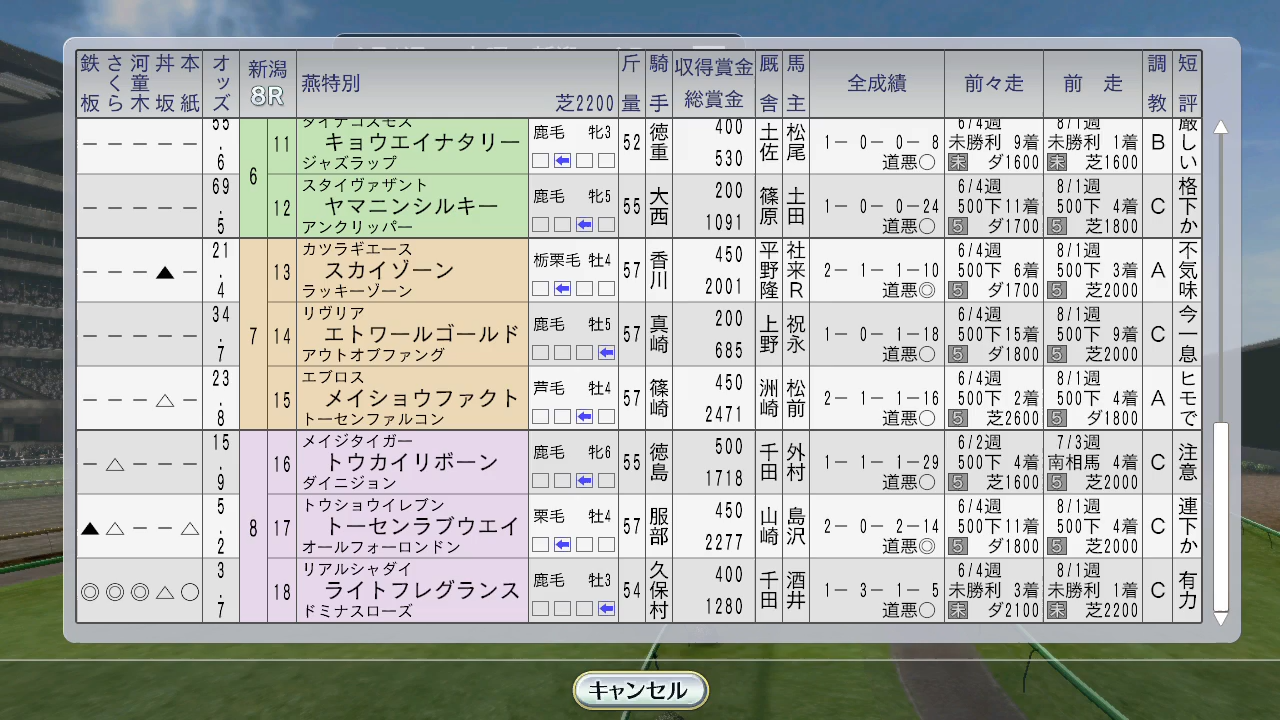 鉄板 さくら 河童木 丼坂 本紙 オッズ 新潟 8R 燕特別 芝2200 斤量 騎手 収得賞金 総賞金 厩舎 馬主 全成績 前々走 前走 調教 短評
－－－－－ 55.6 6 11 ダイナコスモス キョウエイナタリー ジャズラップ 鹿毛 牝3 52 徳重 400 530 土佐 松尾 1－0－0－8 道悪○ 6/4週 未勝利 9着 未 ダ1600 8/1週 未勝利 1着 未 芝1600 B 厳しい
－－－－－ 69.5 12 スタイヴァザント ヤマニンシルキー アンクリッパー 鹿毛 牝5 55 大西 200 1091 篠原 土田 1－0－0－24 道悪○ 6/4週 500下11着 5 ダ1700 8/1週 500下 4着 5 芝1800 C 格下か
－－－▲－ 21.4 7 13 カツラギエース スカイゾーン ラッキーゾーン 栃栗毛 牡4 57 香川 450 2001 平野隆 社来R 2－1－1－10 道悪◎ 6/4週 500下 6着 5 ダ1700 8/1週 500下 3着 5 芝2000 A 不気味
－－－－－ 34.7 14 リヴリア エトワールゴールド アウトオブファング 鹿毛 牡5 57 真崎 200 685 上野 祝永 1－0－1－18 道悪○ 6/4週 500下15着 5 ダ1800 8/1週 500下 9着 5 芝2000 C 今一息
－－－△－ 23.8 15 エブロス メイショウファクト トーセンファルコン 芦毛 牡4 57 篠崎 450 2471 洲崎 松前 2－1－1－16 道悪○ 6/4週 500下 2着 5 芝2600 8/1週 500下 4着 5 ダ1800 A ヒモで
－△－－－ 15.9 8 16 メイジタイガー トウカイリボーン ダイニジョン 鹿毛 牝6 55 徳島 500 1718 千田 外村 1－1－1－29 道悪○ 6/2週 500下 4着 5 芝1600 7/3週 南相馬 4着 5 芝2000 C 注意
▲△－－△ 5.2 17 トウショウイレブン トーセンラブウエイ オールフォーロンドン 栗毛 牡4 57 服部 450 2277 山崎 島沢 2－0－2－14 道悪◎ 6/4週 500下11着 5 ダ1800 8/1週 500下 4着 5 芝2000 C 連下か
◎◎◎△○ 3.7 18 リアルシャダイ ライトフレグランス ドミナスローズ 鹿毛 牝3 54 久保村 400 1280 千田 酒井 1－3－1－5 道悪○ 6/4週 未勝利 3着 未 ダ2100 8/1週 未勝利 1着 未 芝2200 C 有力
キャンセル